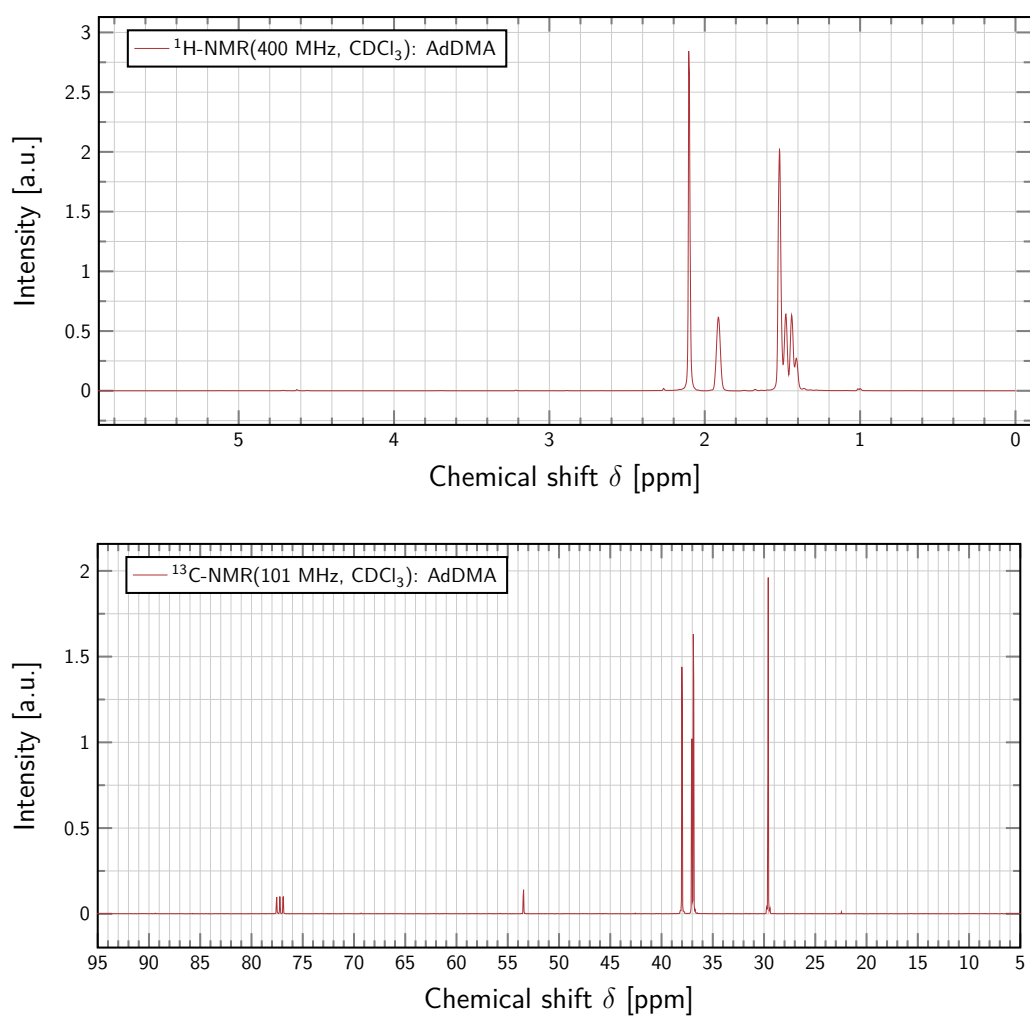 ¹H-NMR(400 MHz, CDCl₃): AdDMA
3
2.5
2
1.5
1
0.5
0
Intensity [a.u.]
5 4 3 2 1 0
Chemical shift δ [ppm]
¹³C-NMR(101 MHz, CDCl₃): AdDMA
2
1.5
1
0.5
0
Intensity [a.u.]
95 90 85 80 75 70 65 60 55 50 45 40 35 30 25 20 15 10 5
Chemical shift δ [ppm]